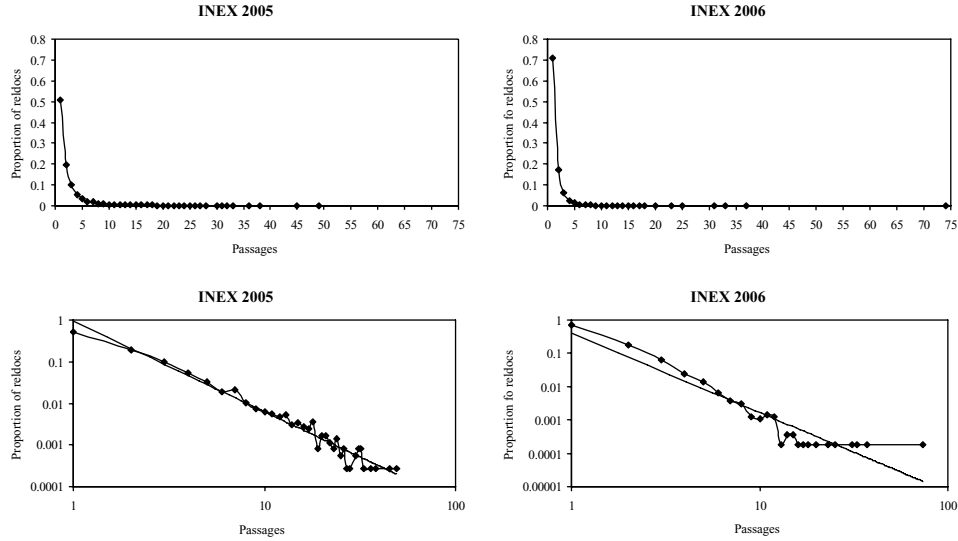 INEX 2005
INEX 2006
0.8
0.7
0.6
0.5
0.4
0.3
0.2
0.1
0
Proportion of reldocs
0 5 10 15 20 25 30 35 40 45 50 55 60 65 70 75
Passages
0.8
0.7
0.6
0.5
0.4
0.3
0.2
0.1
0
Proportion fo reldocs
0 5 10 15 20 25 30 35 40 45 50 55 60 65 70 75
Passages
INEX 2005
INEX 2006
1
0.1
0.01
0.001
0.0001
Proportion of reldocs
1 10 100
Passages
1
0.1
0.01
0.001
0.0001
0.00001
Proportion fo reldocs
1 10 100
Passages